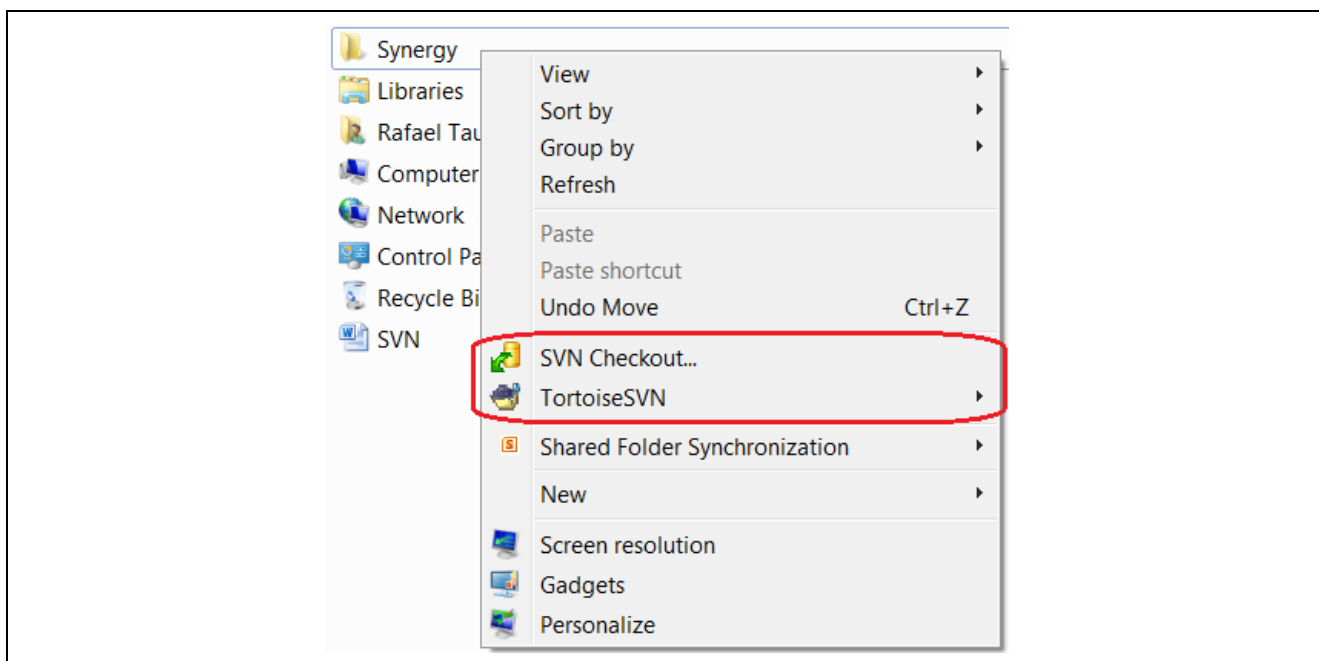 Synergy
Libraries
Rafael Tau
Computer
Network
Control Pa
Recycle Bi
SVN
View
Sort by
Group by
Refresh
Paste
Paste shortcut
Undo Move Ctrl+Z
SVN Checkout...
TortoiseSVN
Shared Folder Synchronization
New
Screen resolution
Gadgets
Personalize